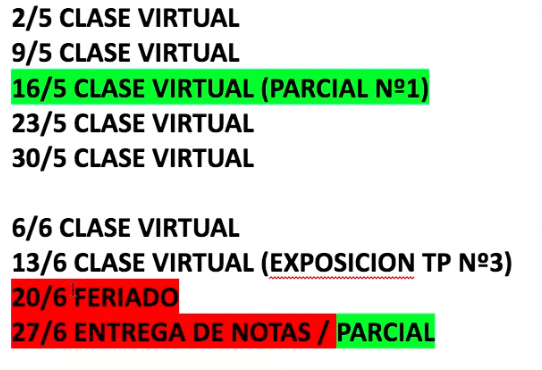 2/5 CLASE VIRTUAL
9/5 CLASE VIRTUAL
16/5 CLASE VIRTUAL (PARCIAL Nº1)
23/5 CLASE VIRTUAL
30/5 CLASE VIRTUAL
6/6 CLASE VIRTUAL
13/6 CLASE VIRTUAL (EXPOSICION TP Nº3)
20/6 FERIADO
27/6 ENTREGA DE NOTAS / PARCIAL